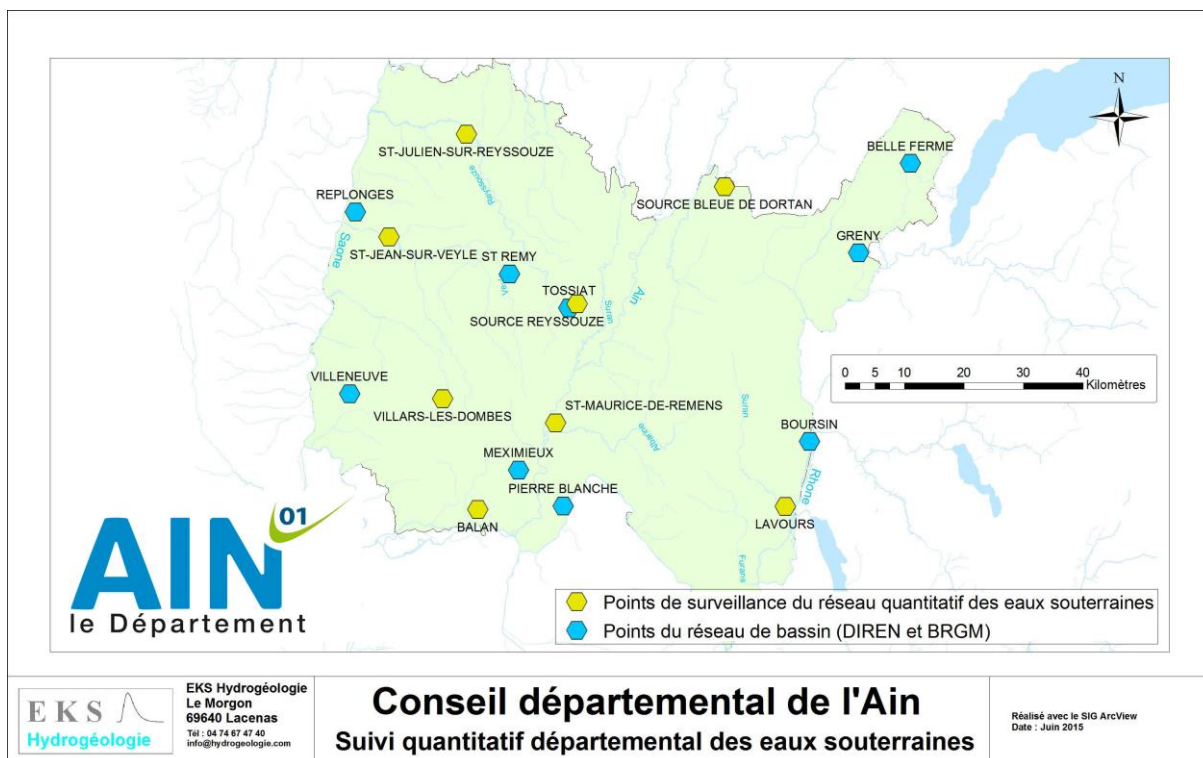 N
ST-JULIEN-SUR-REYSSOUZE
BELLE FERME
Reyssouze
REPLONGES
SOURCE BLEUE DE DORTAN
Saone
ST-JEAN-SUR-VEYLE
GRENY
ST REMY
TOSSIAT
Ain
Suran
SOURCE REYSSOUZE
0 5 10 20 30 40
Kilomètres
VILLENEUVE
VILLARS-LES-DOMBES
ST-MAURICE-DE-REMENS
Suran
Albarine
BOURSIN
MEXIMIEUX
PIERRE BLANCHE
Rhone
BALAN
LAVOURS
Furans
AIN 01
le Département
Points de surveillance du réseau quantitatif des eaux souterraines
Points du réseau de bassin (DIREN et BRGM)
EKS
Hydrogéologie
EKS Hydrogéologie
Le Morgon
69640 Lacenas
Tél : 04 74 67 47 40
info@hydrogeologie.com
Conseil départemental de l'Ain
Suivi quantitatif départemental des eaux souterraines
Réalisé avec le SIG ArcView
Date : Juin 2015